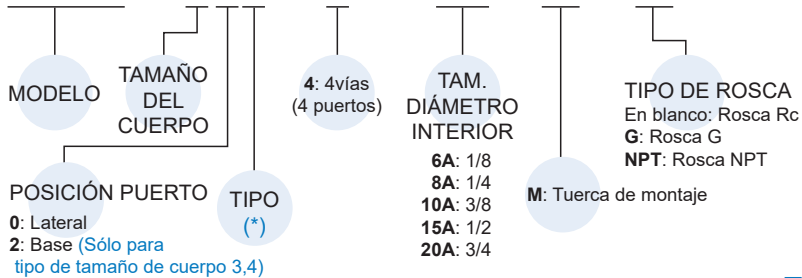 MODELO
TAMAÑO
DEL
CUERPO
POSICIÓN PUERTO
0: Lateral
2: Base (Sólo para
tipo de tamaño de cuerpo 3,4)
TIPO
(*)
4: 4vías
(4 puertos)
TAM.
DIÁMETRO
INTERIOR
6A: 1/8
8A: 1/4
10A: 3/8
15A: 1/2
20A: 3/4
M: Tuerca de montaje
TIPO DE ROSCA
En blanco: Rosca Rc
G: Rosca G
NPT: Rosca NPT